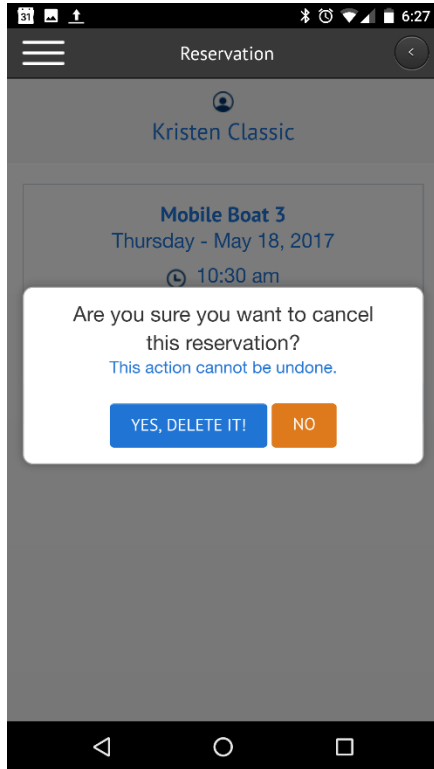 31 6:27
Reservation
Kristen Classic
Mobile Boat 3
Thursday - May 18, 2017
10:30 am
Are you sure you want to cancel
this reservation?
This action cannot be undone.
YES, DELETE IT! NO